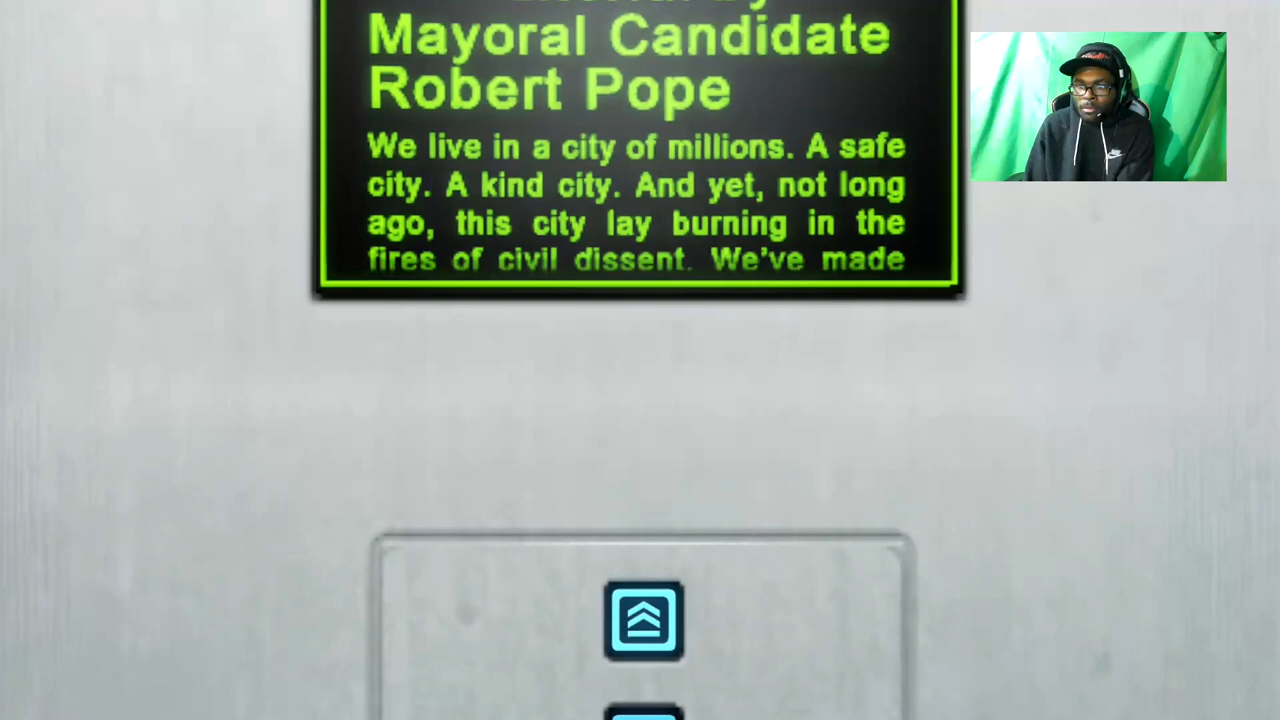 Mayoral Candidate
Robert Pope
We live in a city of millions. A safe
city. A kind city. And yet, not long
ago, this city lay burning in the
fires of civil dissent. We've made